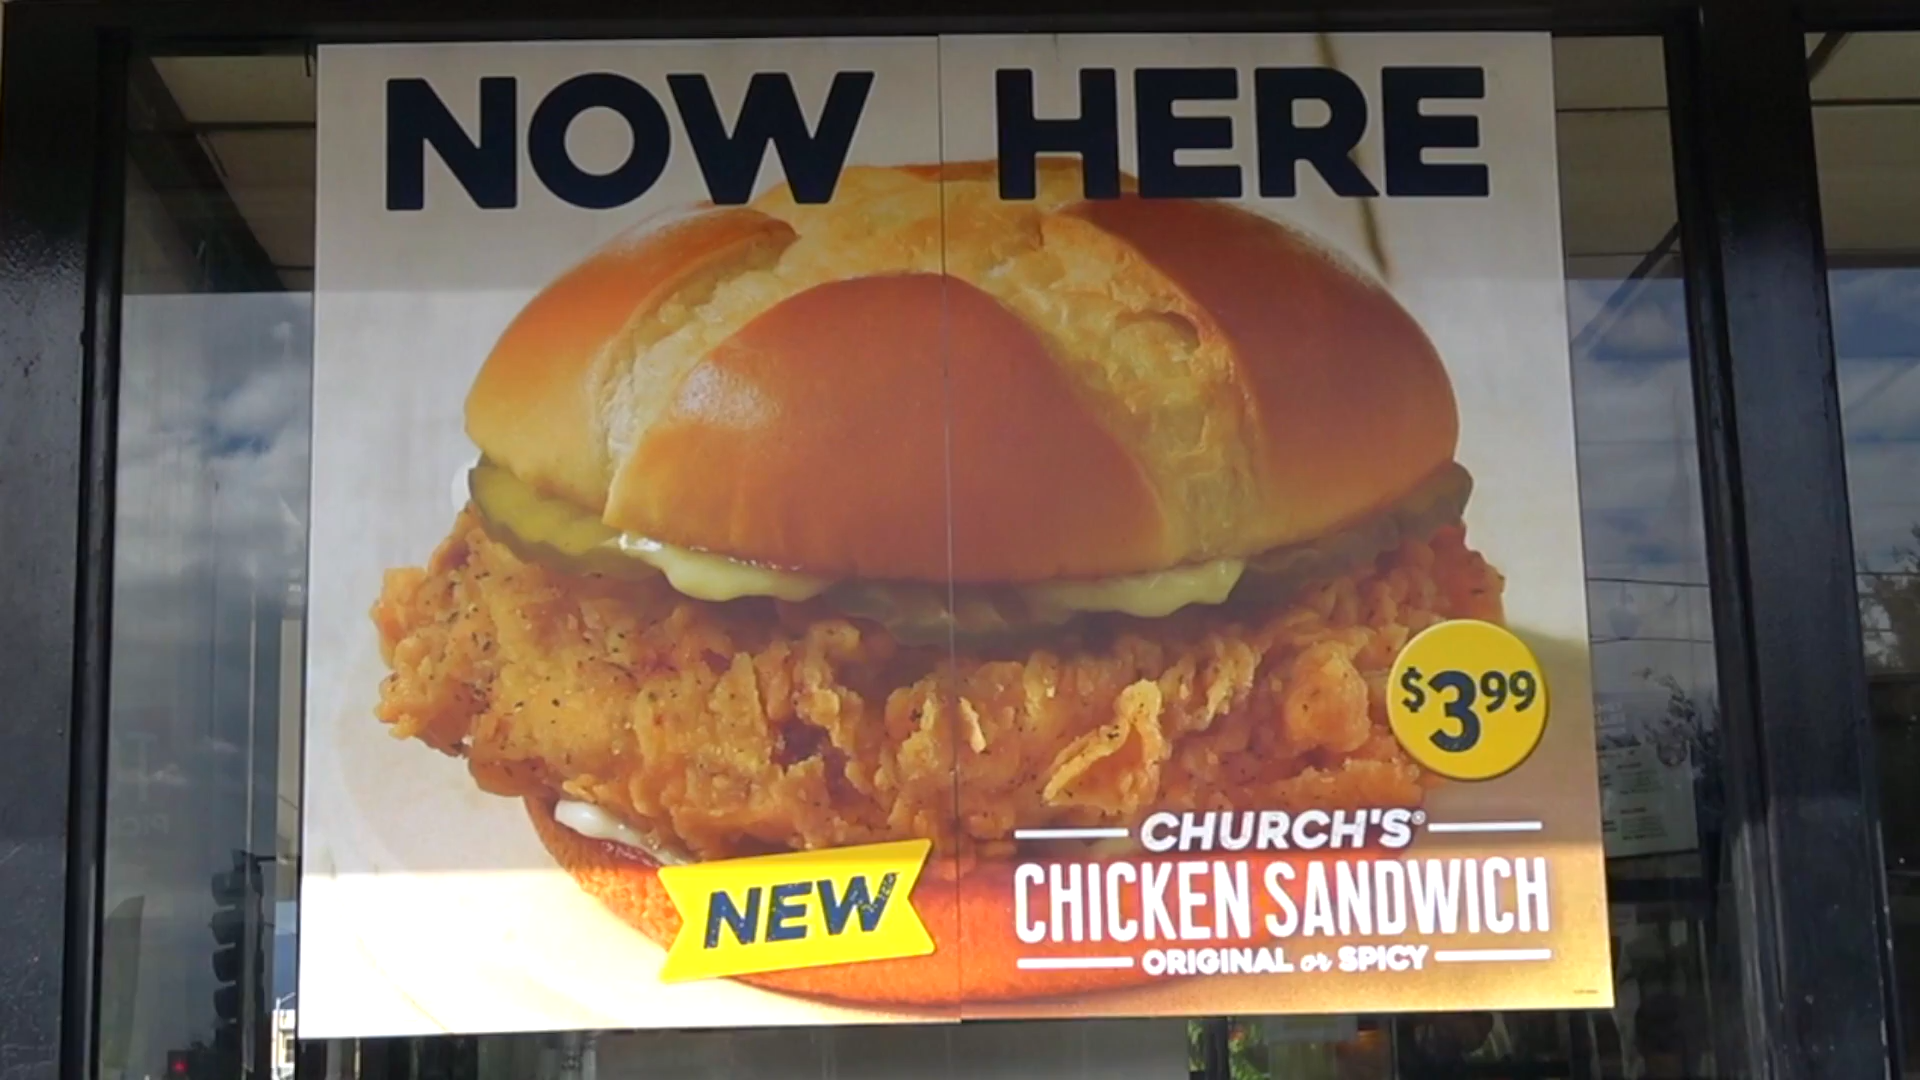 NOW HERE
$3.99
NEW
CHURCH'S®
CHICKEN SANDWICH
ORIGINAL or SPICY